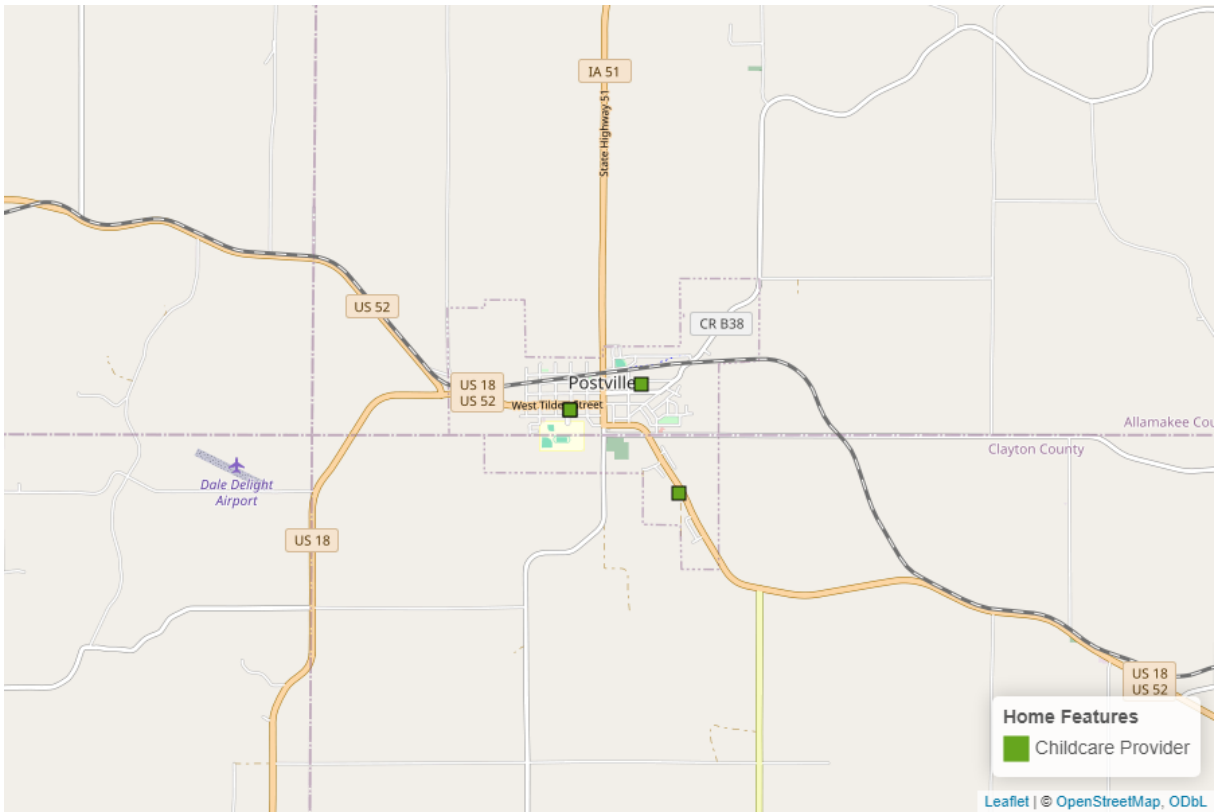 IA 51
State Highway 51
US 52
CR B38
US 18
US 52
Postville
West Tilden Street
Allamakee Cou
Clayton County
Dale Delight
Airport
US 18
US 18
US 52
Home Features
Childcare Provider
Leaflet | © OpenStreetMap, ODbL